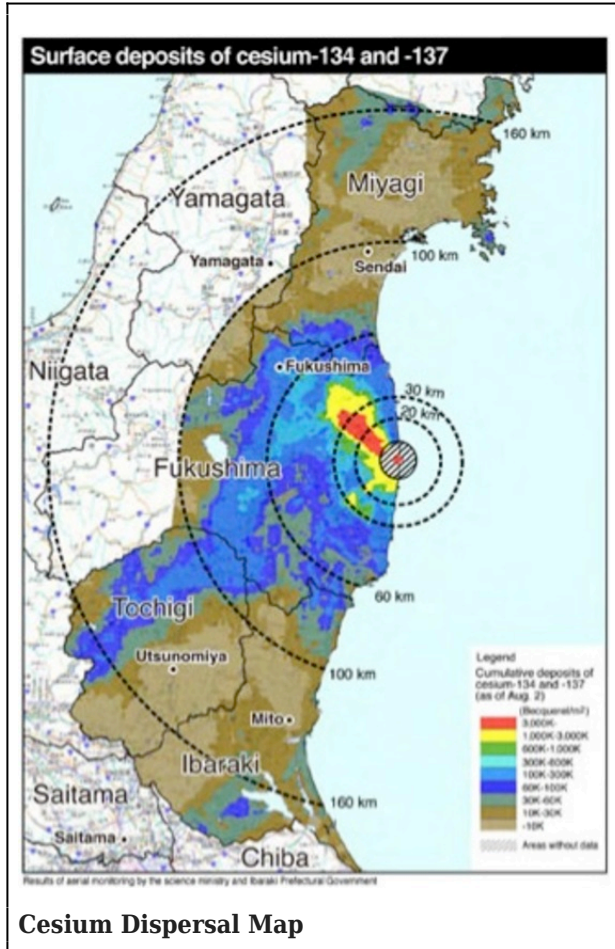 Surface deposits of cesium-134 and -137
160 km
Miyagi
Yamagata
Yamagata
100 km
Sendai
Niigata
Fukushima
30 km
20 km
Fukushima
60 km
Tochigi
Utsunomiya
100 km
Mito
Ibaraki
160 km
Saitama
Saitama
Chiba
Legend
Cumulative deposits of
cesium-134 and -137
(as of Aug. 2)
(Becquerel/m²)
3,000K-
1,000K-3,000K
600K-1,000K
300K-600K
100K-300K
60K-100K
30K-60K
10K-30K
-10K
Areas without data
Results of aerial monitoring by the science ministry and Ibaraki Prefectural Government
Cesium Dispersal Map